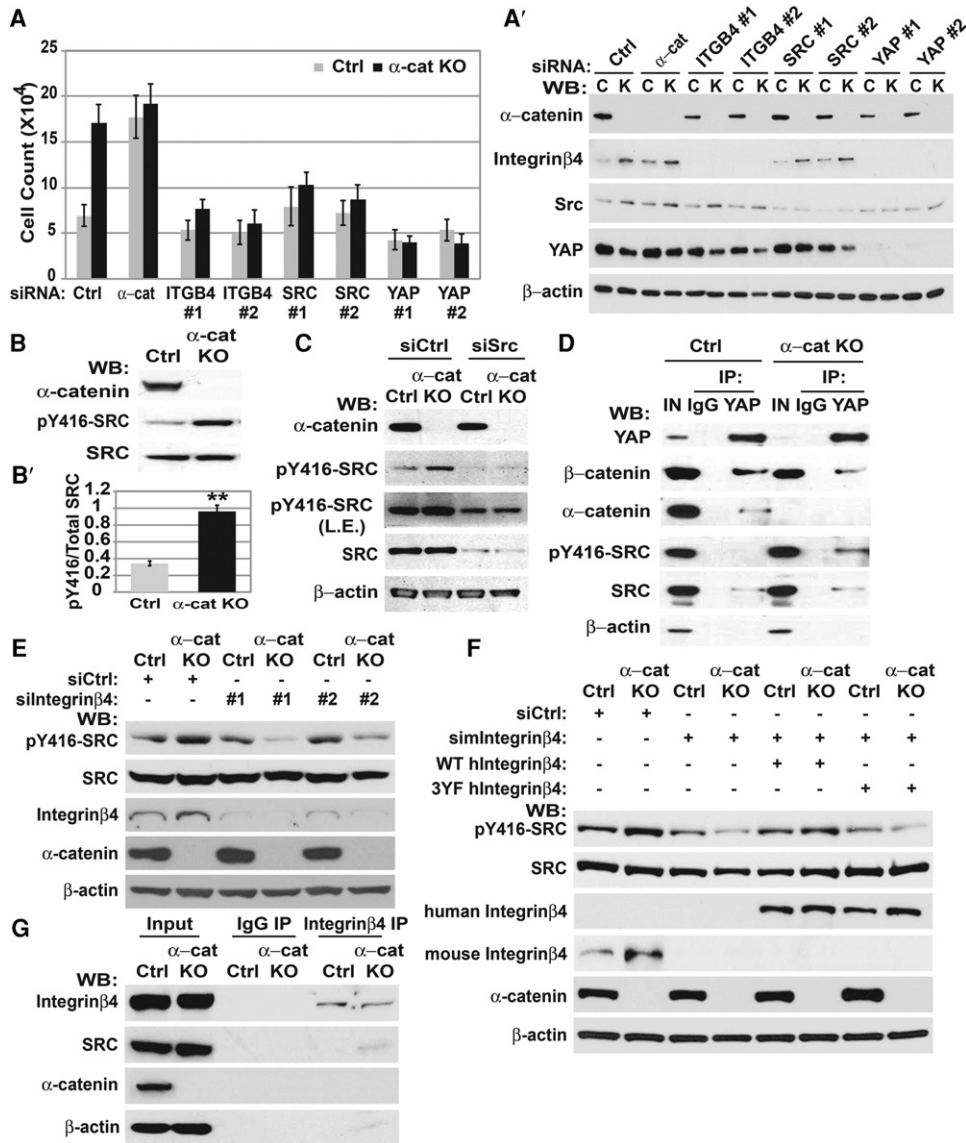 A
Cell Count (X10⁴)
25
20
15
10
5
0
Ctrl α-cat KO
siRNA: Ctrl α-cat ITGB4 #1 ITGB4 #2 SRC #1 SRC #2 YAP #1 YAP #2
A′
siRNA: Ctrl α-cat ITGB4 #1 ITGB4 #2 SRC #1 SRC #2 YAP #1 YAP #2
WB: C K C K C K C K C K C K C K C K
α-catenin
Integrinβ4
Src
YAP
β-actin
B
Ctrl α-cat KO
WB:
α-catenin
pY416-SRC
SRC
B′
pY416/Total SRC
1.2
1
0.8
0.6
0.4
0.2
0
**
Ctrl α-cat KO
C
siCtrl siSrc
α-cat α-cat
Ctrl KO Ctrl KO
WB:
α-catenin
pY416-SRC
pY416-SRC
(L.E.)
SRC
β-actin
D
Ctrl α-cat KO
IP: IP:
IN IgG YAP IN IgG YAP
WB:
YAP
β-catenin
α-catenin
pY416-SRC
SRC
β-actin
E
α-cat α-cat α-cat
Ctrl KO Ctrl KO Ctrl KO
siCtrl: + +
siIntegrinβ4: - - #1 #1 #2 #2
WB:
pY416-SRC
SRC
Integrinβ4
α-catenin
β-actin
F
α-cat α-cat α-cat α-cat
Ctrl KO Ctrl KO Ctrl KO Ctrl KO
siCtrl: + + - - - - - -
simIntegrinβ4: - - + + + + + +
WT hIntegrinβ4: - - - - + + - -
3YF hIntegrinβ4: - - - - - - + +
WB:
pY416-SRC
SRC
human Integrinβ4
mouse Integrinβ4
α-catenin
β-actin
G
Input IgG IP Integrinβ4 IP
α-cat α-cat α-cat
Ctrl KO Ctrl KO Ctrl KO
WB:
Integrinβ4
SRC
α-catenin
β-actin